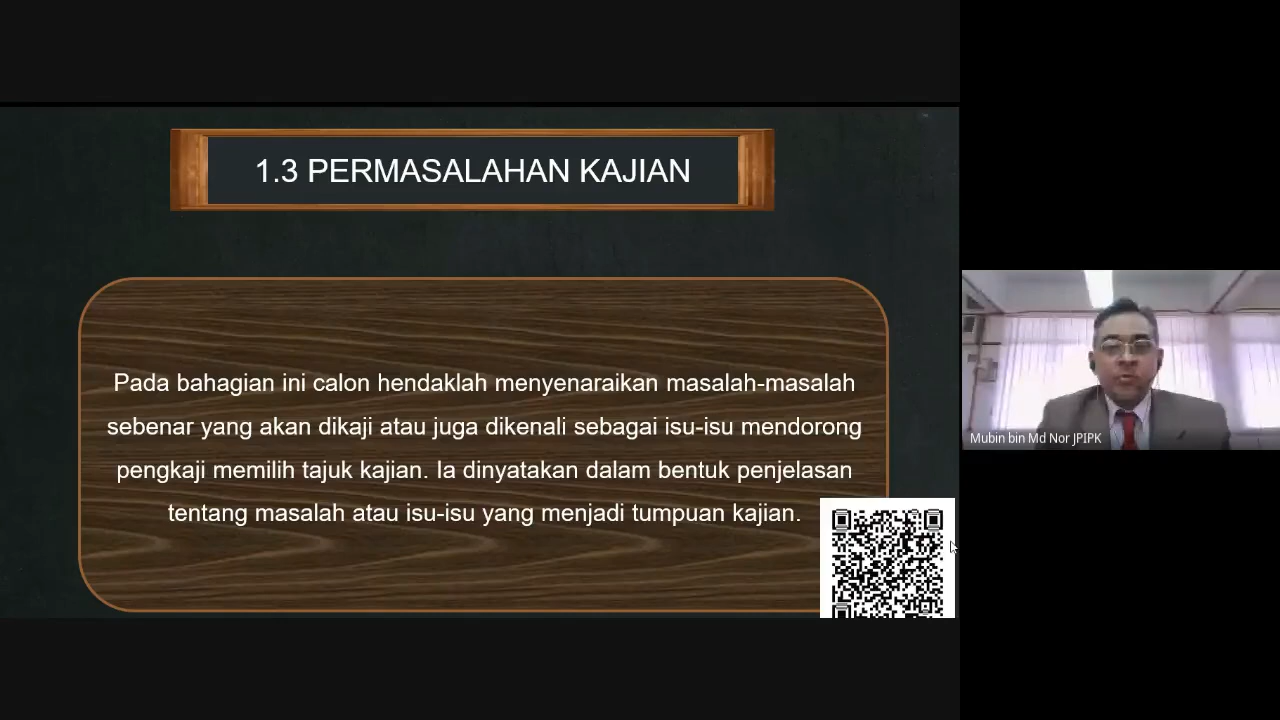 1.3 PERMASALAHAN KAJIAN
Pada bahagian ini calon hendaklah menyenaraikan masalah-masalah
sebenar yang akan dikaji atau juga dikenali sebagai isu-isu mendorong
pengkaji memilih tajuk kajian. Ia dinyatakan dalam bentuk penjelasan
tentang masalah atau isu-isu yang menjadi tumpuan kajian.
Mubin bin Md Nor JPIPK